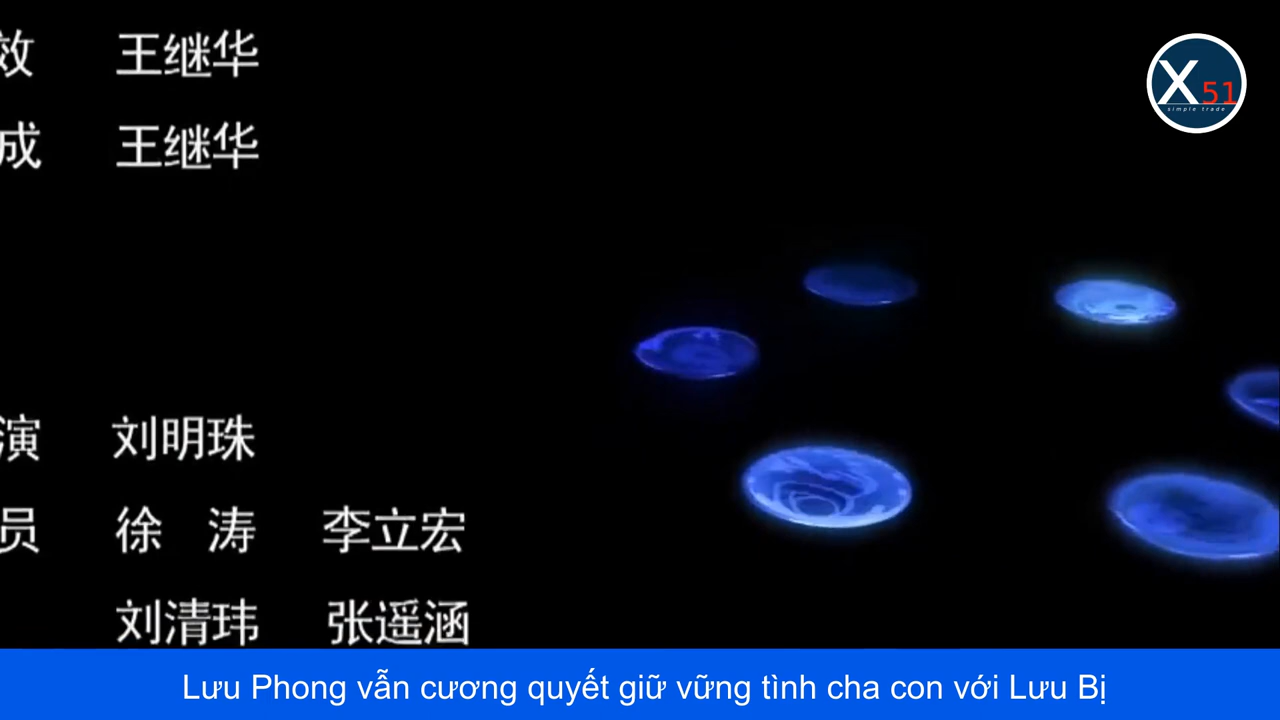 效 王继华
成 王继华
演 刘明珠
员 徐 涛 李立宏
刘清玮 张遥涵
X51
simple trade
Lưu Phong vẫn cương quyết giữ vững tình cha con với Lưu Bị